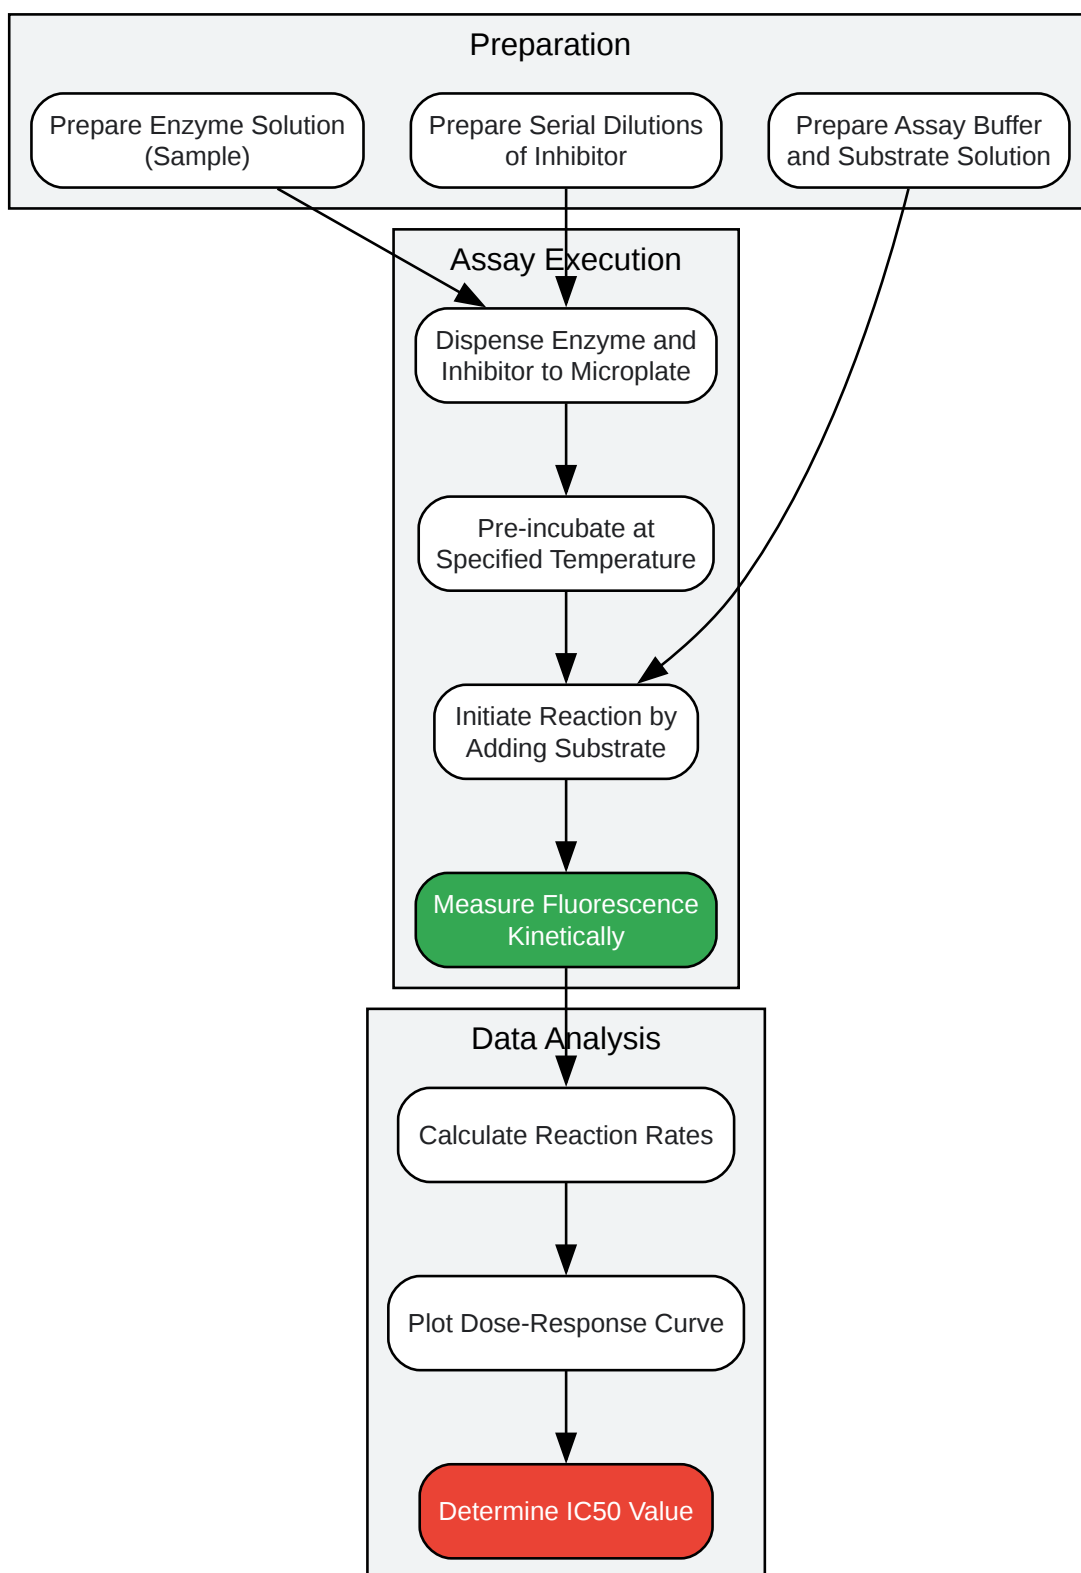 Preparation
Prepare Enzyme Solution
(Sample)
Prepare Serial Dilutions
of Inhibitor
Prepare Assay Buffer
and Substrate Solution
Assay Execution
Dispense Enzyme and
Inhibitor to Microplate
Pre-incubate at
Specified Temperature
Initiate Reaction by
Adding Substrate
Measure Fluorescence
Kinetically
Data Analysis
Calculate Reaction Rates
Plot Dose-Response Curve
Determine IC50 Value